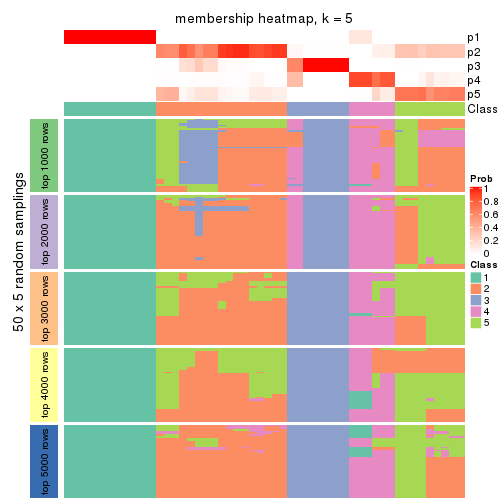 membership heatmap, k = 5
p1
p2
p3
p4
p5
Class
50 x 5 random samplings
top 1000 rows
top 2000 rows
top 3000 rows
top 4000 rows
top 5000 rows
Prob
1
0.8
0.6
0.4
0.2
0
Class
1
2
3
4
5